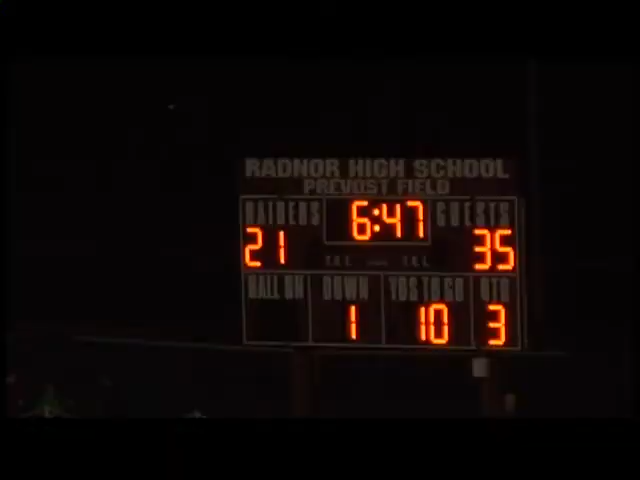 RADNOR HIGH SCHOOL
PREVOST FIELD
RAIDERS 6:47 GUESTS
21 35
T.O.L. T.O.L.
BALL ON DOWN YDS TO GO QTR
1 10 3